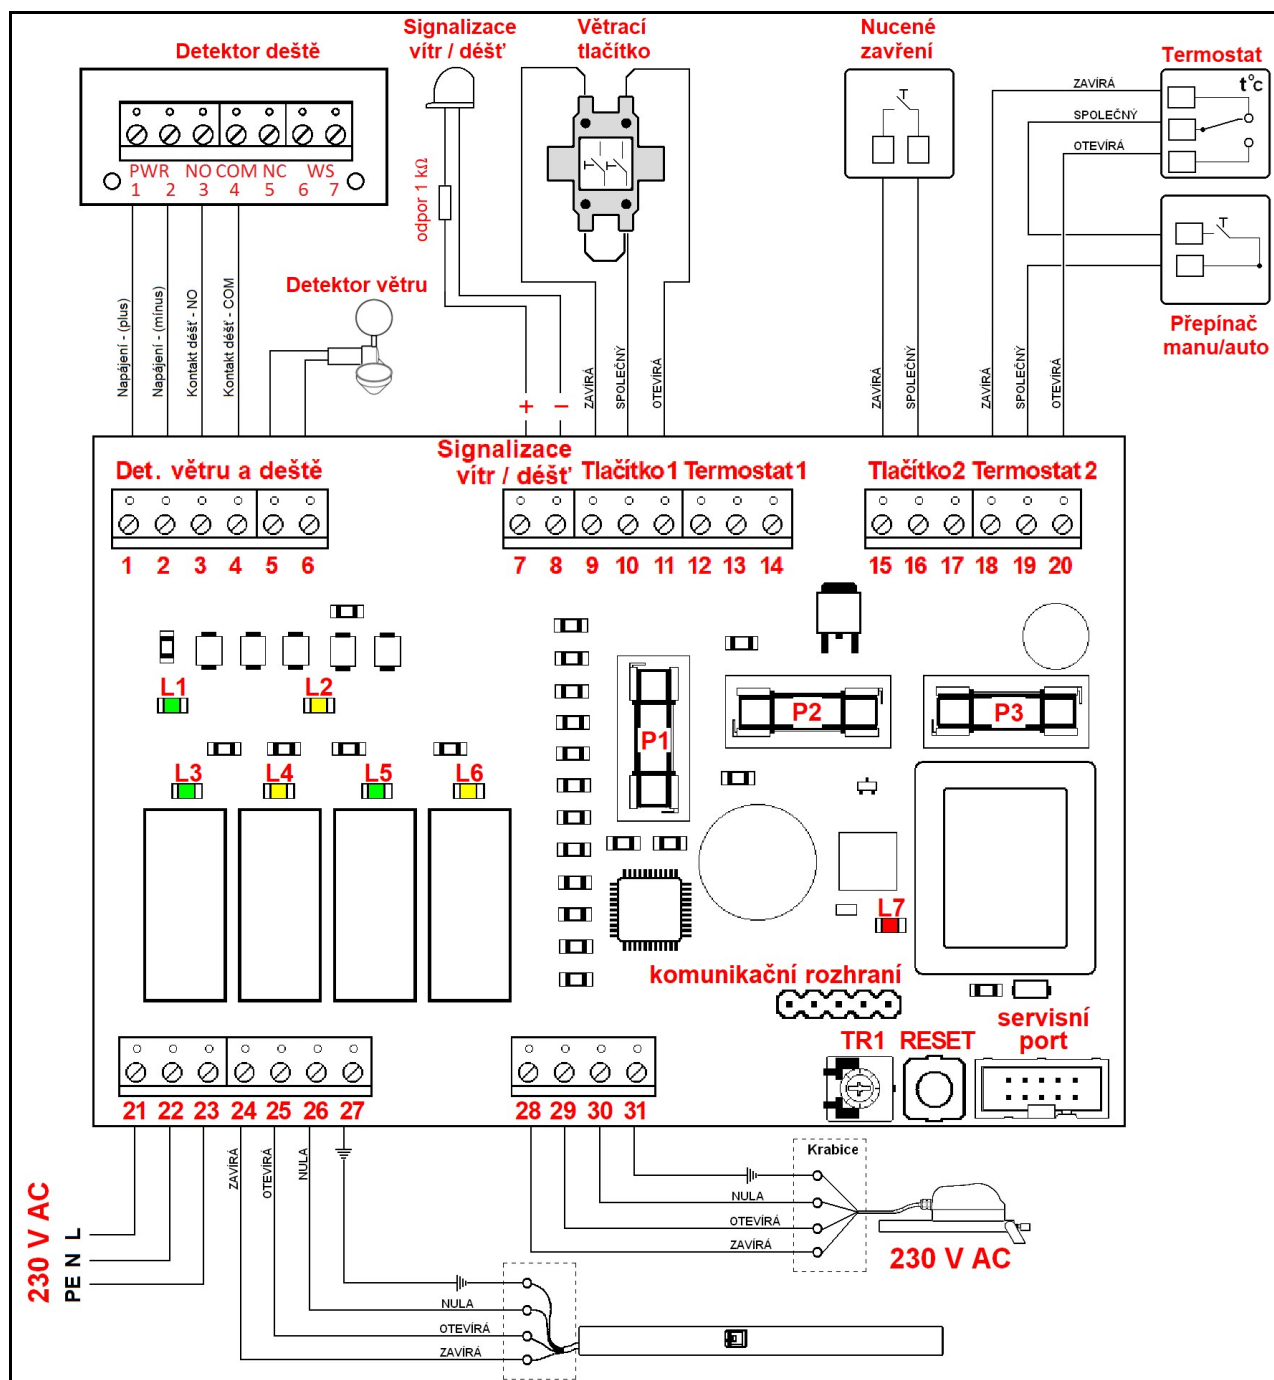 Detektor deště
Signalizace
vítr / déšť
Větrací
tlačítko
Nucené
zavření
Termostat
t°C
ZAVÍRÁ
SPOLEČNÝ
OTEVÍRÁ
PWR NO COM NC WS
1 2 3 4 5 6 7
odpor 1 kΩ
Detektor větru
Přepínač
manu/auto
Napájení - (plus)
Napájení - (mínus)
Kontakt déšť - NO
Kontakt déšť - COM
+ −
ZAVÍRÁ
SPOLEČNÝ
OTEVÍRÁ
ZAVÍRÁ
SPOLEČNÝ
ZAVÍRÁ
SPOLEČNÝ
OTEVÍRÁ
Det. větru a deště
Signalizace
vítr / déšť
Tlačítko 1 Termostat 1
Tlačítko 2 Termostat 2
1 2 3 4 5 6
7 8 9 10 11 12 13 14
15 16 17 18 19 20
L1 L2
P1 P2 P3
L3 L4 L5 L6
L7
komunikační rozhraní
servisní
port
TR1 RESET
21 22 23 24 25 26 27
28 29 30 31
ZAVÍRÁ
OTEVÍRÁ
NULA
Krabice
NULA
OTEVÍRÁ
ZAVÍRÁ
230 V AC
230 V AC
PE N L
NULA
OTEVÍRÁ
ZAVÍRÁ